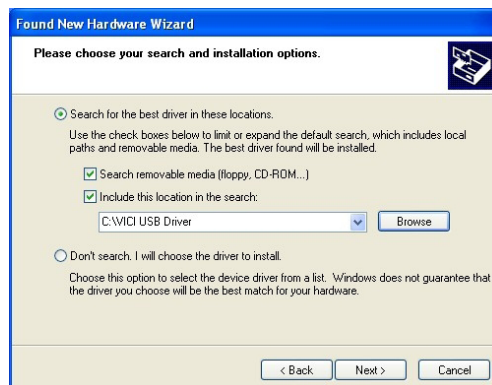 Found New Hardware Wizard
Please choose your search and installation options.
Search for the best driver in these locations.
Use the check boxes below to limit or expand the default search, which includes local
paths and removable media. The best driver found will be installed.
Search removable media (floppy, CD-ROM...)
Include this location in the search:
C:\VICI USB Driver
Browse
Don't search. I will choose the driver to install.
Choose this option to select the device driver from a list. Windows does not guarantee that
the driver you choose will be the best match for your hardware.
< Back
Next >
Cancel